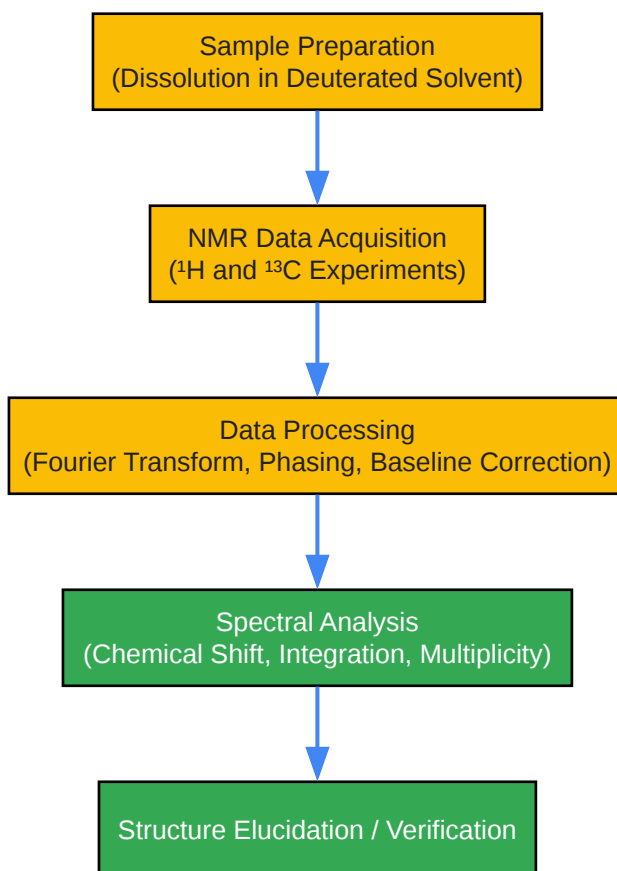 Sample Preparation
(Dissolution in Deuterated Solvent)
NMR Data Acquisition
(¹H and ¹³C Experiments)
Data Processing
(Fourier Transform, Phasing, Baseline Correction)
Spectral Analysis
(Chemical Shift, Integration, Multiplicity)
Structure Elucidation / Verification